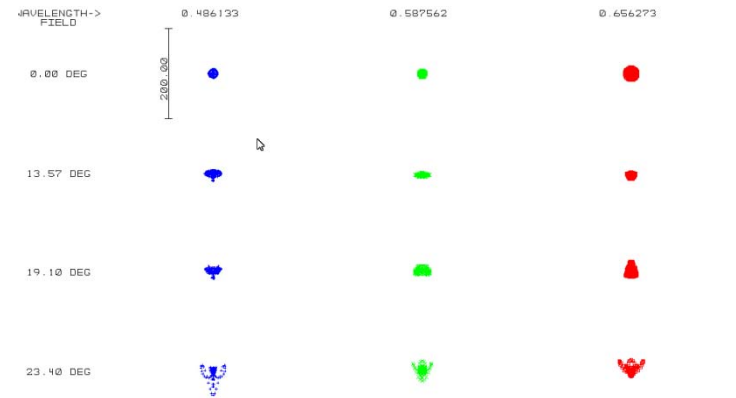 WAVELENGTH-> 0.486133 0.587562 0.656273
FIELD
0.00 DEG
200.00
13.57 DEG
19.10 DEG
23.40 DEG